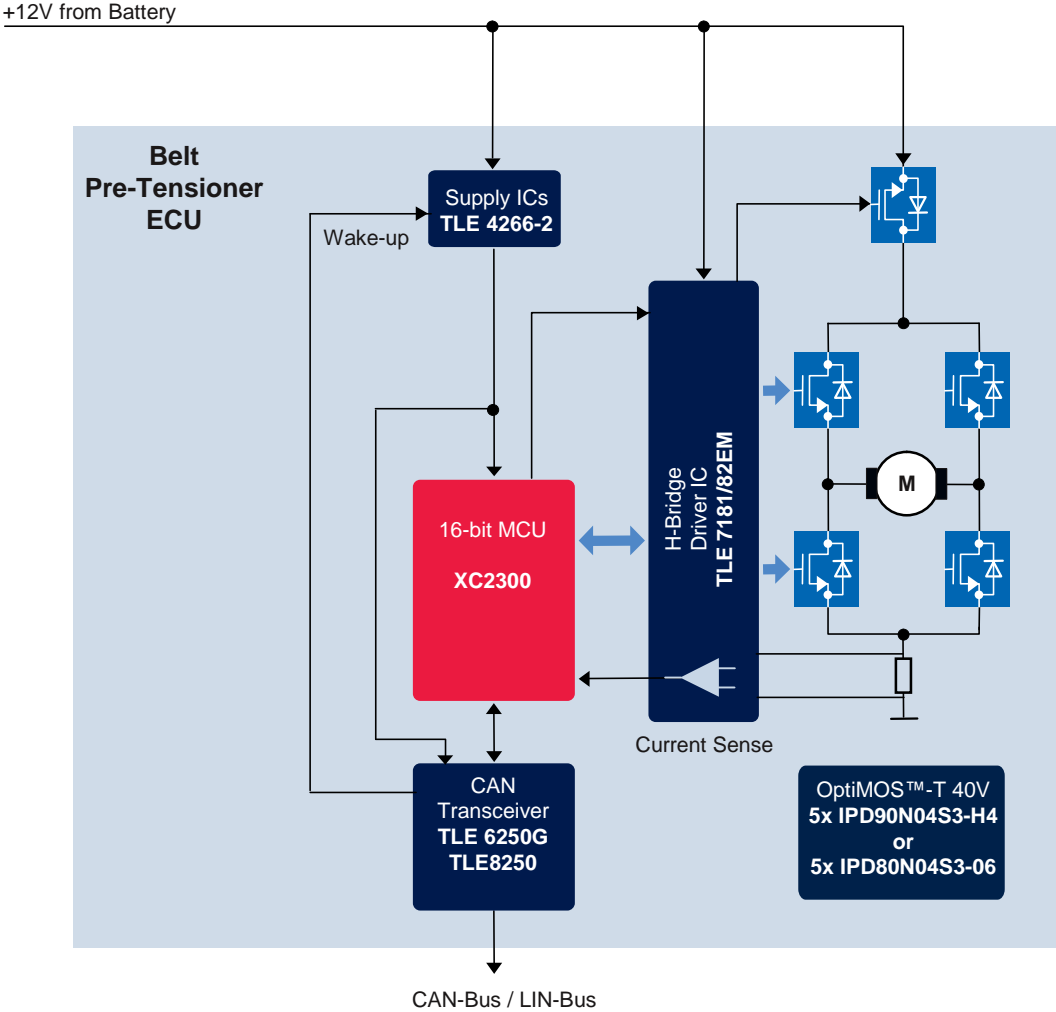 +12V from Battery
Belt
Pre-Tensioner
ECU
Supply ICs
TLE 4266-2
Wake-up
H-Bridge
Driver IC
TLE 7181/82EM
M
16-bit MCU
XC2300
Current Sense
CAN
Transceiver
TLE 6250G
TLE8250
OptiMOS™-T 40V
5x IPD90N04S3-H4
or
5x IPD80N04S3-06
CAN-Bus / LIN-Bus